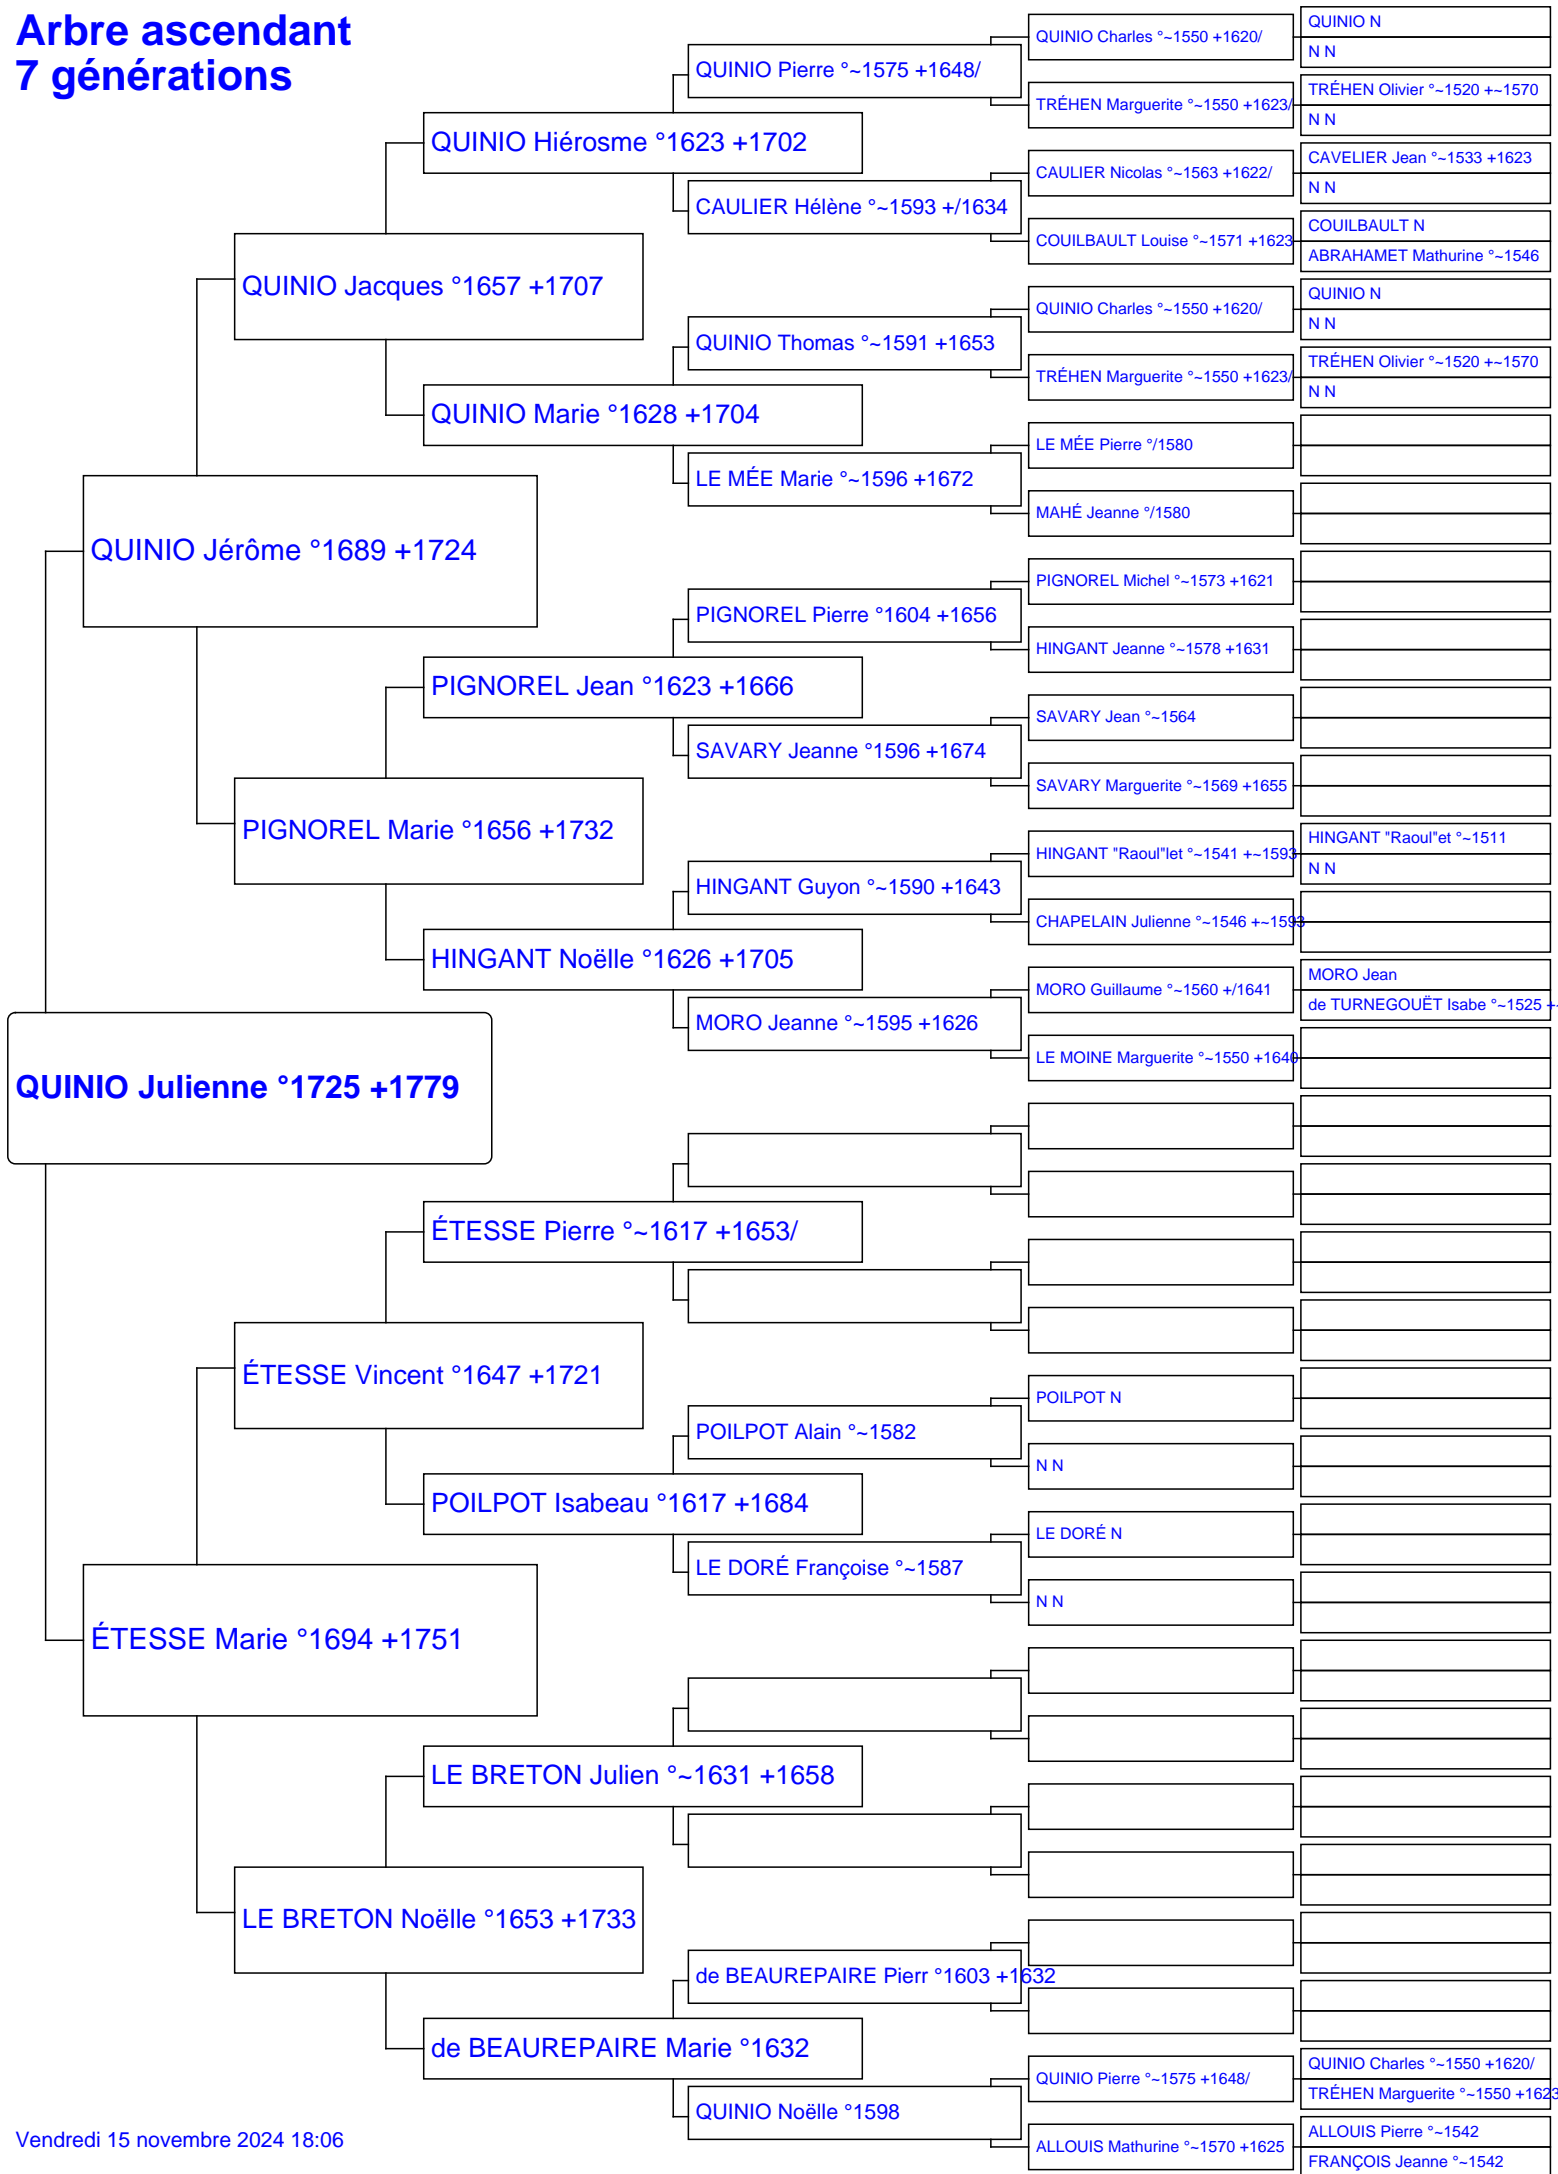 Arbre ascendant
7 générations
QUINIO Julienne °1725 +1779
QUINIO Jérôme °1689 +1724
ÉTESSE Marie °1694 +1751
QUINIO Jacques °1657 +1707
PIGNOREL Marie °1656 +1732
ÉTESSE Vincent °1647 +1721
LE BRETON Noëlle °1653 +1733
QUINIO Hiérosme °1623 +1702
QUINIO Marie °1628 +1704
PIGNOREL Jean °1623 +1666
HINGANT Noëlle °1626 +1705
ÉTESSE Pierre °~1617 +1653/
POILPOT Isabeau °1617 +1684
LE BRETON Julien °~1631 +1658
de BEAUREPAIRE Marie °1632
QUINIO Pierre °~1575 +1648/
CAULIER Hélène °~1593 +/1634
QUINIO Thomas °~1591 +1653
LE MÉE Marie °~1596 +1672
PIGNOREL Pierre °1604 +1656
SAVARY Jeanne °1596 +1674
HINGANT Guyon °~1590 +1643
MORO Jeanne °~1595 +1626
POILPOT Alain °~1582
LE DORÉ Françoise °~1587
de BEAUREPAIRE Pierr °1603 +1632
QUINIO Noëlle °1598
QUINIO Charles °~1550 +1620/
TRÉHEN Marguerite °~1550 +1623/
CAULIER Nicolas °~1563 +1622/
COUILBAULT Louise °~1571 +1623
QUINIO Charles °~1550 +1620/
TRÉHEN Marguerite °~1550 +1623/
LE MÉE Pierre °/1580
MAHÉ Jeanne °/1580
PIGNOREL Michel °~1573 +1621
HINGANT Jeanne °~1578 +1631
SAVARY Jean °~1564
SAVARY Marguerite °~1569 +1655
HINGANT "Raoul"let °~1541 +~1593
CHAPELAIN Julienne °~1546 +~1593
MORO Guillaume °~1560 +/1641
LE MOINE Marguerite °~1550 +1640
POILPOT N
N N
LE DORÉ N
N N
QUINIO Pierre °~1575 +1648/
ALLOUIS Mathurine °~1570 +1625
QUINIO N
N N
TRÉHEN Olivier °~1520 +~1570
N N
CAVELIER Jean °~1533 +1623
N N
COUILBAULT N
ABRAHAMET Mathurine °~1546
QUINIO N
N N
TRÉHEN Olivier °~1520 +~1570
N N
HINGANT "Raoul"et °~1511
N N
MORO Jean
de TURNEGOUËT Isabe °~1525 +~
QUINIO Charles °~1550 +1620/
TRÉHEN Marguerite °~1550 +1623
ALLOUIS Pierre °~1542
FRANÇOIS Jeanne °~1542
Vendredi 15 novembre 2024 18:06